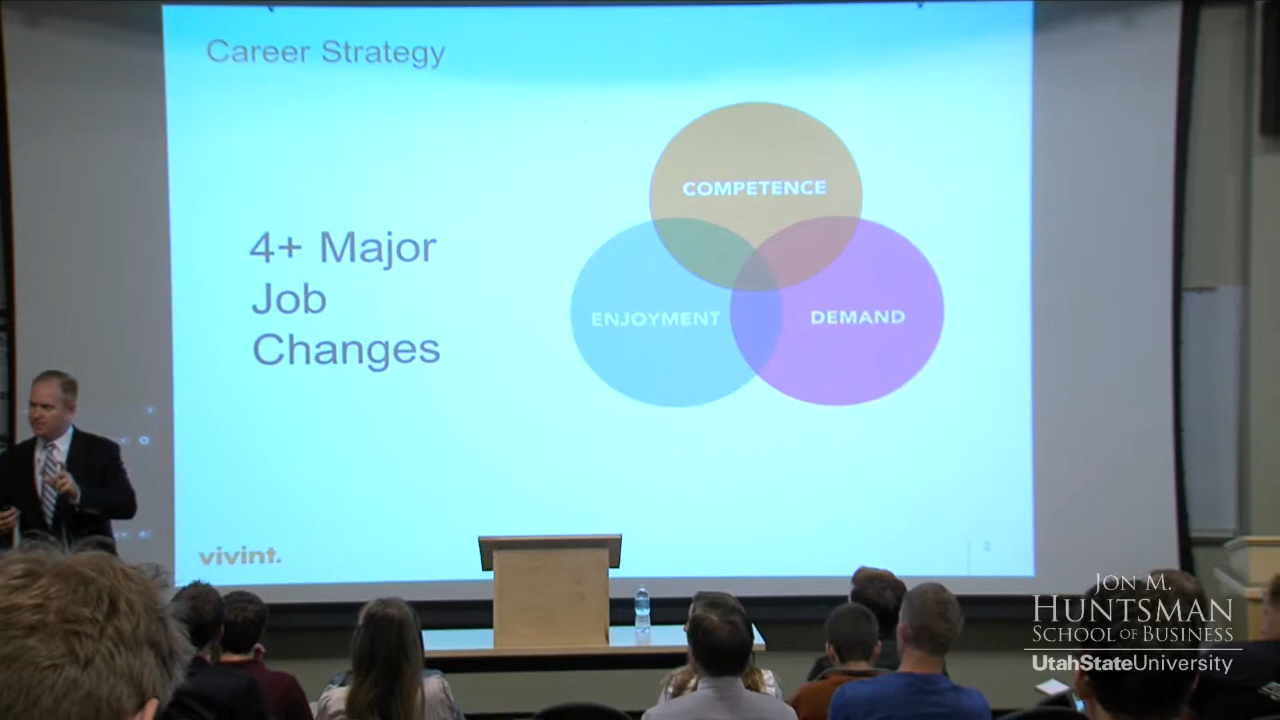 Career Strategy
COMPETENCE
4+ Major
Job
Changes
ENJOYMENT
DEMAND
vivint.
JON M.
HUNTSMAN
SCHOOL OF BUSINESS
UtahStateUniversity